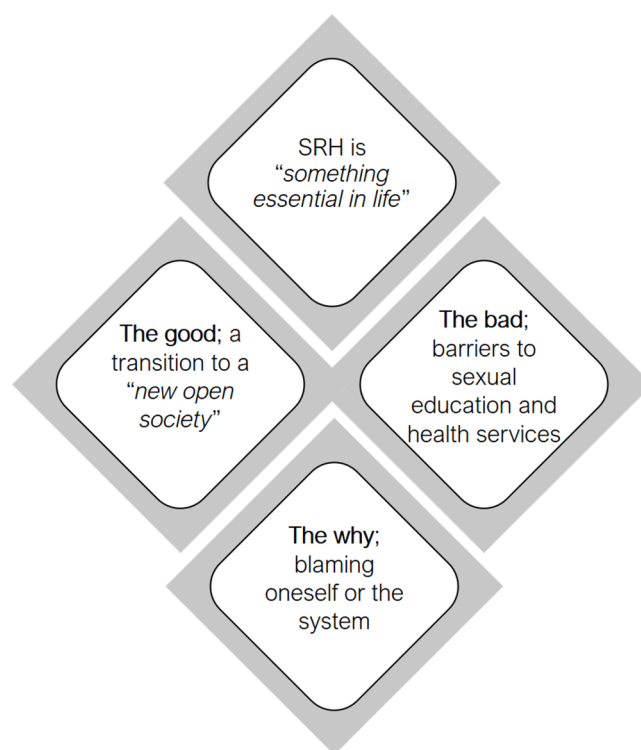 SRH is
“something
essential in life”
The good; a
transition to a
“new open
society”
The bad;
barriers to
sexual
education and
health services
The why;
blaming
oneself or the
system